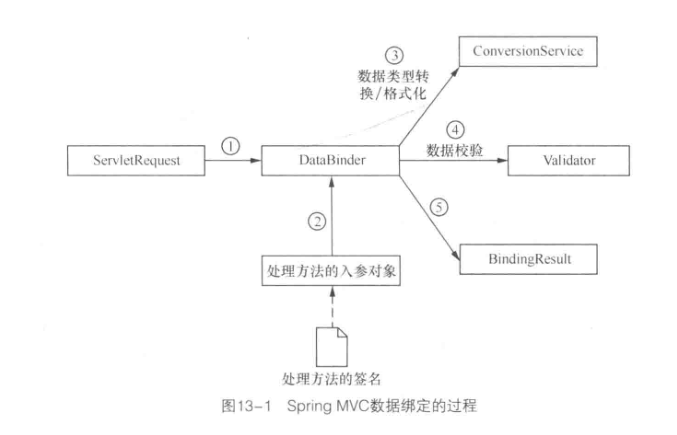 ③
ConversionService
数据类型转
换/格式化
①
④
ServletRequest
DataBinder
数据校验
Validator
②
⑤
处理方法的入参对象
BindingResult
处理方法的签名
图13-1 Spring MVC数据绑定的过程